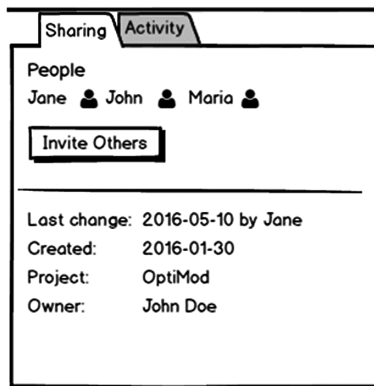 Sharing Activity
People
Jane John Maria
Invite Others
Last change: 2016-05-10 by Jane
Created: 2016-01-30
Project: OptiMod
Owner: John Doe